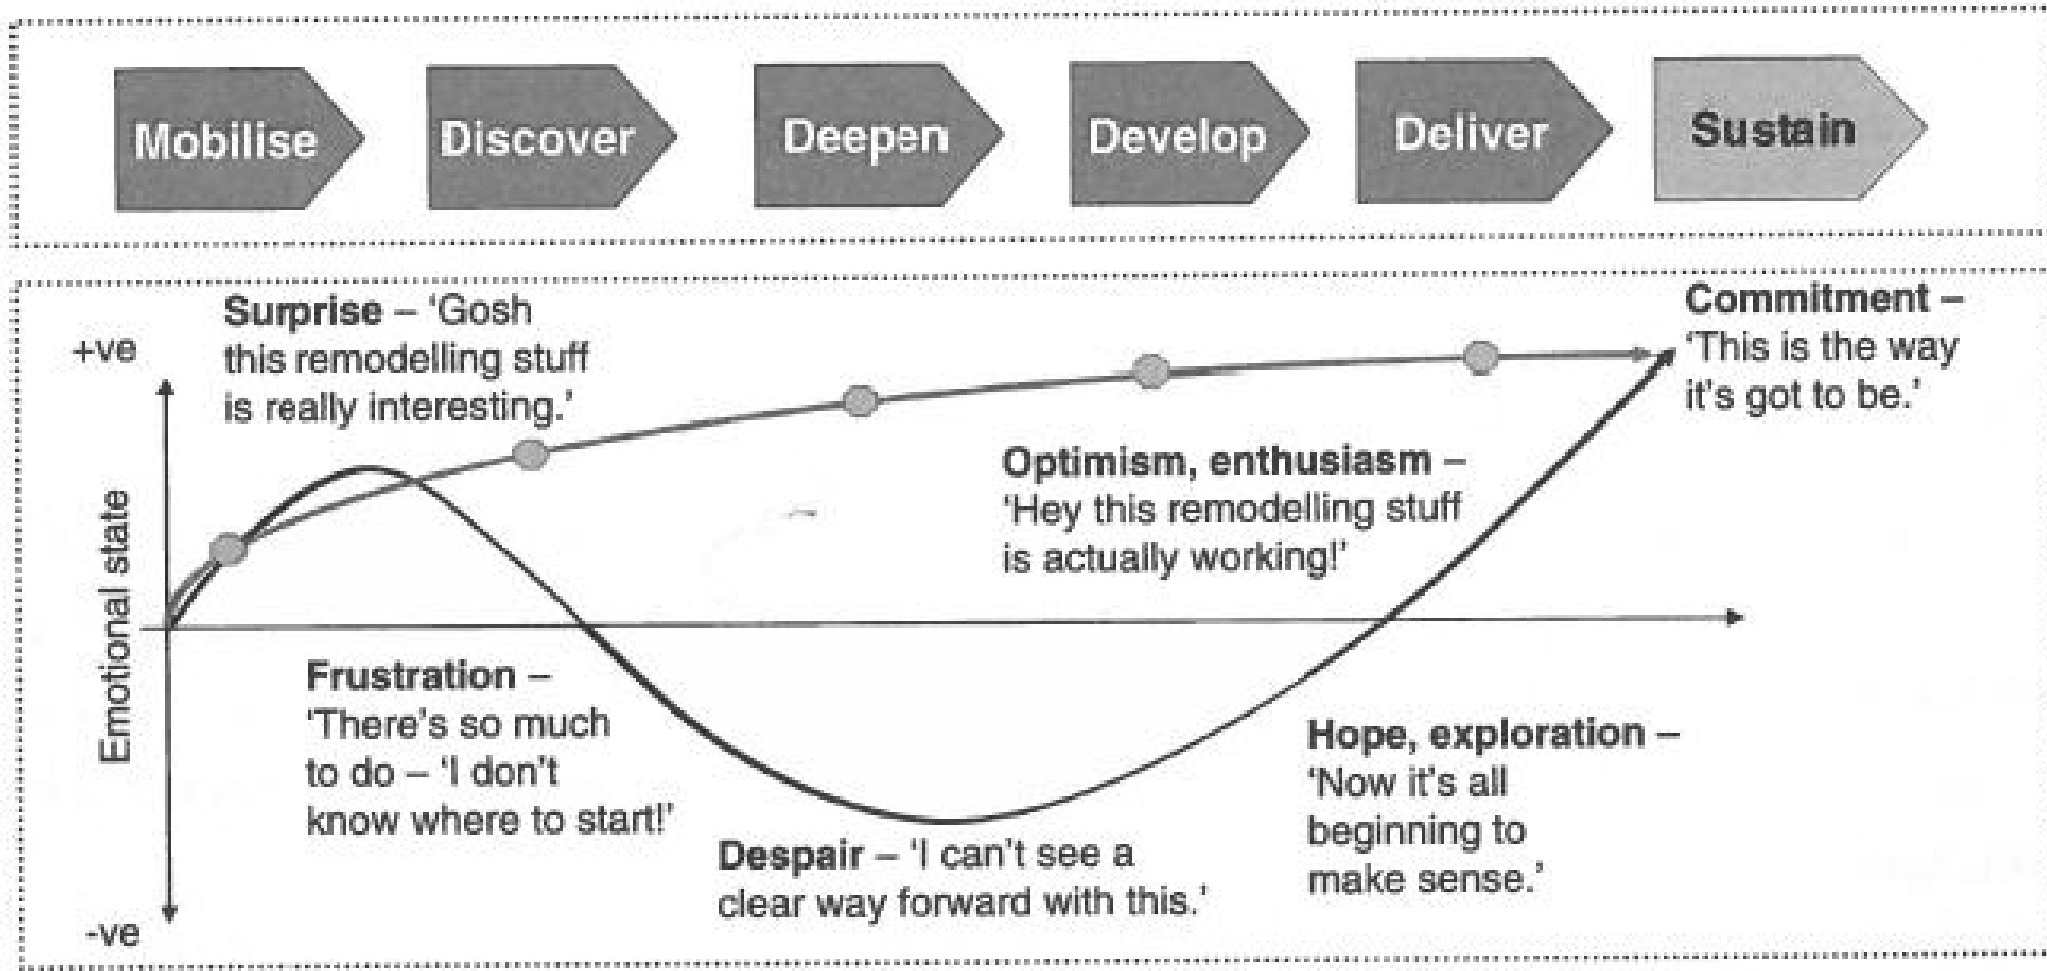 Mobilise
Discover
Deepen
Develop
Deliver
Sustain
Surprise – ‘Gosh
this remodelling stuff
is really interesting.’
Commitment –
‘This is the way
it's got to be.’
+ve
Optimism, enthusiasm –
‘Hey this remodelling stuff
is actually working!’
Emotional state
Frustration –
‘There's so much
to do – ‘I don't
know where to start!’
Hope, exploration –
‘Now it's all
beginning to
make sense.’
Despair – ‘I can't see a
clear way forward with this.’
-ve